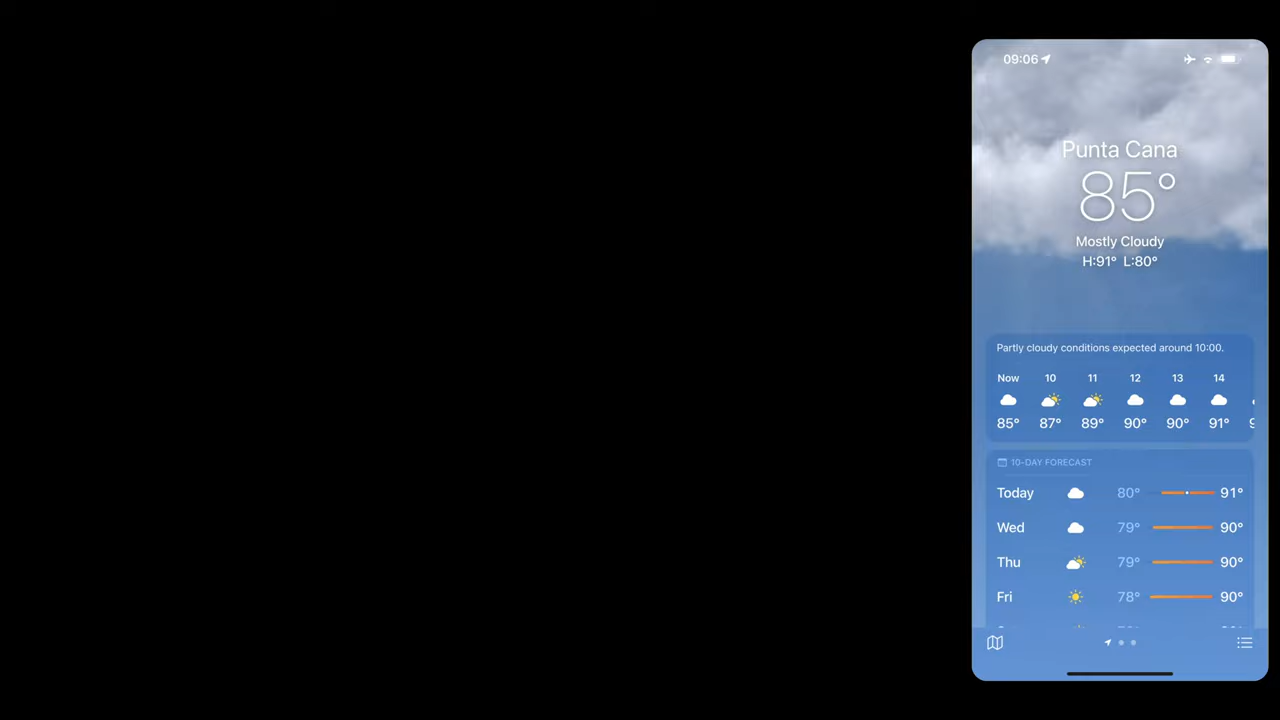 09:06
Punta Cana
85°
Mostly Cloudy
H:91° L:80°
Partly cloudy conditions expected around 10:00.
Now 10 11 12 13 14
85° 87° 89° 90° 90° 91°
10-DAY FORECAST
Today 80° 91°
Wed 79° 90°
Thu 79° 90°
Fri 78° 90°